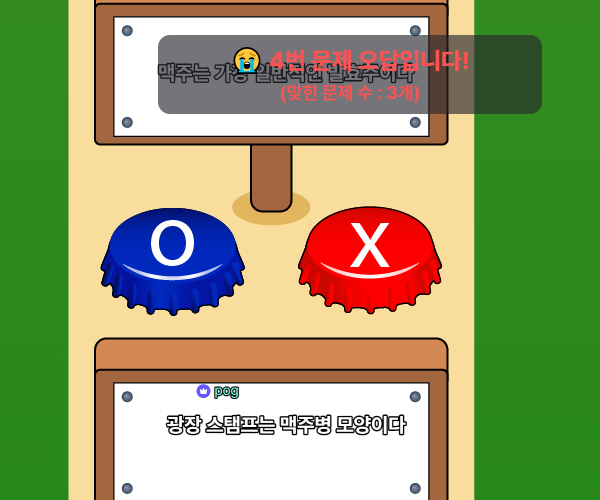 😭 4번 문제 오답입니다!
맥주는 가장 일반적인 발효주이다
(맞힌 문제 수 : 3개)
O
X
pog
광장 스탬프는 맥주병 모양이다